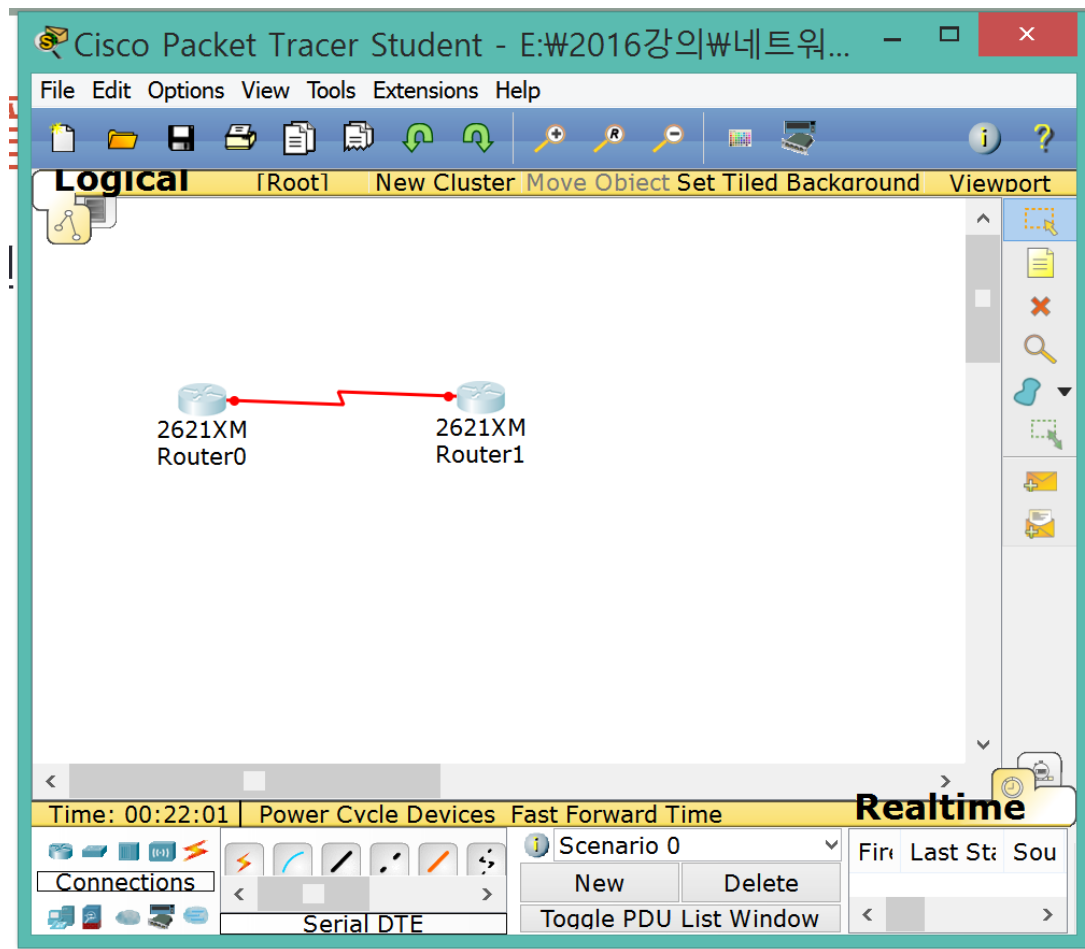 Cisco Packet Tracer Student - E:₩2016강의₩네트워...
File Edit Options View Tools Extensions Help
Logical [Root] New Cluster Move Object Set Tiled Background Viewport
2621XM
Router0
2621XM
Router1
Time: 00:22:01 Power Cycle Devices Fast Forward Time Realtime
Scenario 0
Fire Last Sta Sou
Connections
New Delete
Serial DTE
Toggle PDU List Window